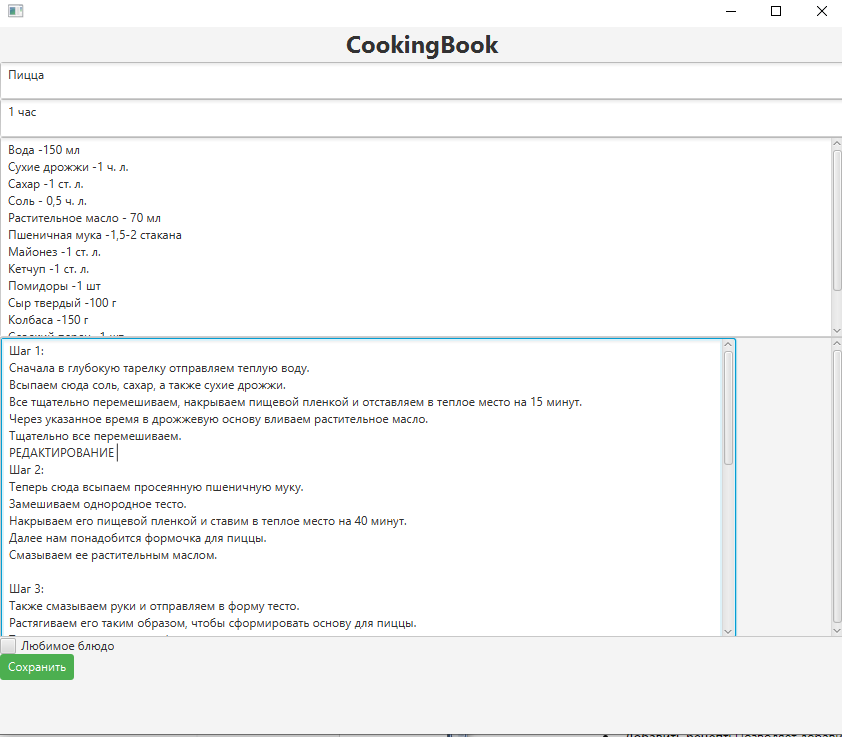 CookingBook
Пицца
1 час
Вода -150 мл
Сухие дрожжи -1 ч. л.
Сахар -1 ст. л.
Соль - 0,5 ч. л.
Растительное масло - 70 мл
Пшеничная мука -1,5-2 стакана
Майонез -1 ст. л.
Кетчуп -1 ст. л.
Помидоры -1 шт
Сыр твердый -100 г
Колбаса -150 г
Шаг 1:
Сначала в глубокую тарелку отправляем теплую воду.
Всыпаем сюда соль, сахар, а также сухие дрожжи.
Все тщательно перемешиваем, накрываем пищевой пленкой и отставляем в теплое место на 15 минут.
Через указанное время в дрожжевую основу вливаем растительное масло.
Тщательно все перемешиваем.
РЕДАКТИРОВАНИЕ
Шаг 2:
Теперь сюда всыпаем просеянную пшеничную муку.
Замешиваем однородное тесто.
Накрываем его пищевой пленкой и ставим в теплое место на 40 минут.
Далее нам понадобится формочка для пиццы.
Смазываем ее растительным маслом.
Шаг 3:
Также смазываем руки и отправляем в форму тесто.
Растягиваем его таким образом, чтобы сформировать основу для пиццы.
Любимое блюдо
Сохранить